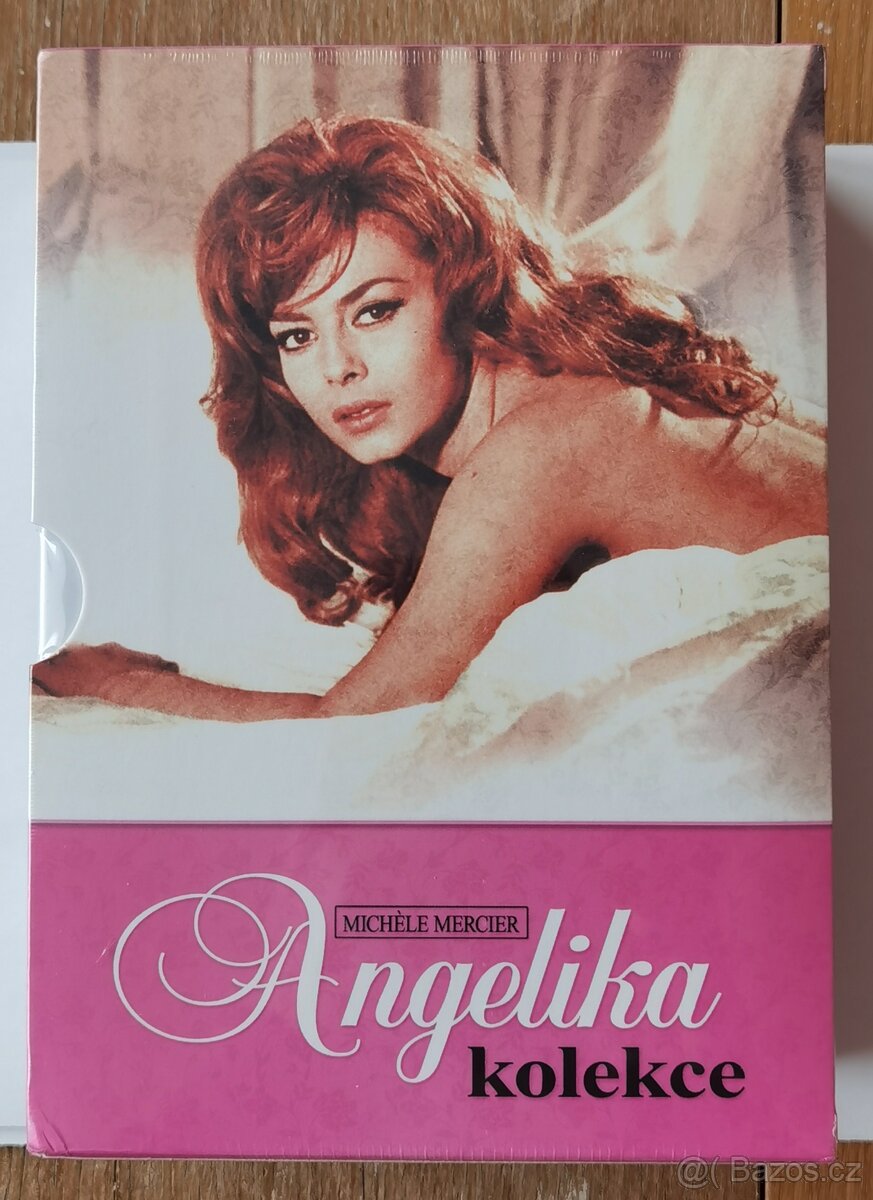 MICHÈLE MERCIER
Angelika
kolekce
@( Bazos.cz